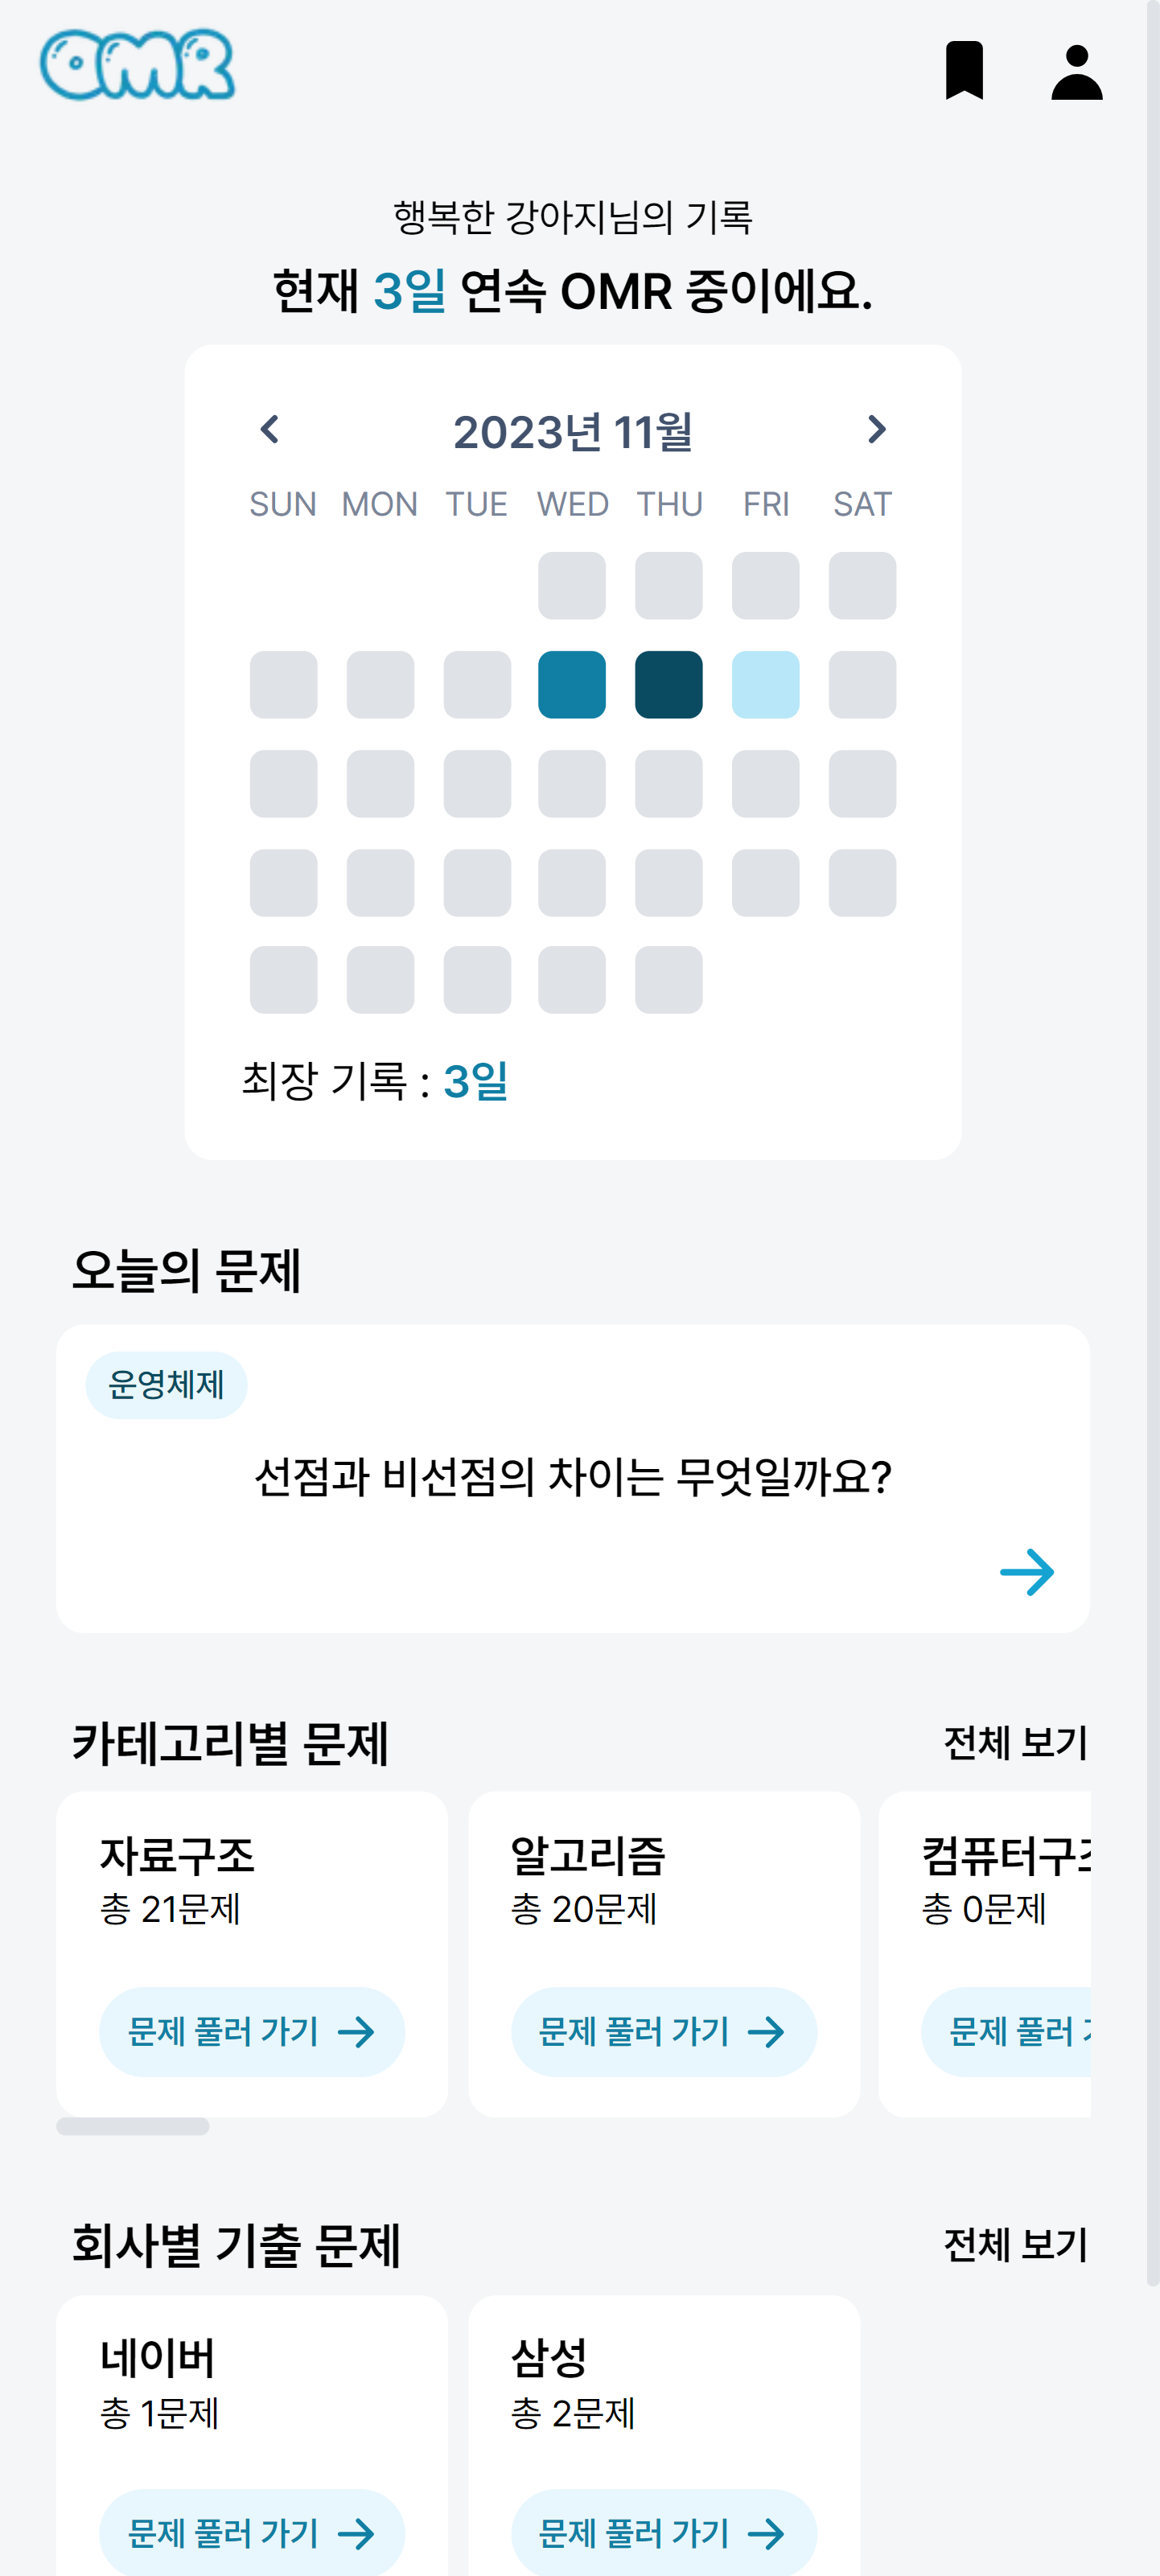 OMR
행복한 강아지님의 기록
현재 3일 연속 OMR 중이에요.
2023년 11월
SUN MON TUE WED THU FRI SAT
최장 기록 : 3일
오늘의 문제
운영체제
선점과 비선점의 차이는 무엇일까요?
카테고리별 문제 전체 보기
자료구조 알고리즘 컴퓨터구조
총 21문제 총 20문제 총 0문제
문제 풀러 가기 문제 풀러 가기 문제 풀러
회사별 기출 문제 전체 보기
네이버 삼성
총 1문제 총 2문제
문제 풀러 가기 문제 풀러 가기